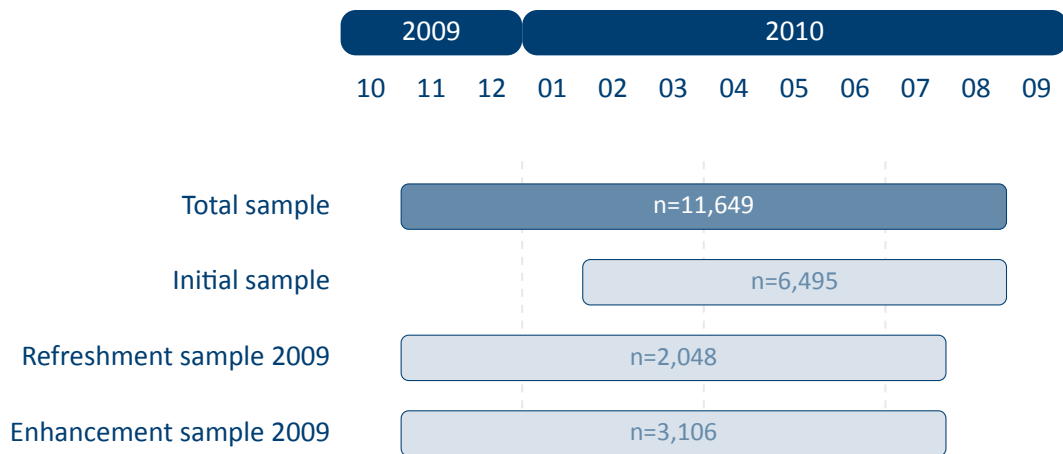 2009 2010
10 11 12 01 02 03 04 05 06 07 08 09
Total sample n=11,649
Initial sample n=6,495
Refreshment sample 2009 n=2,048
Enhancement sample 2009 n=3,106